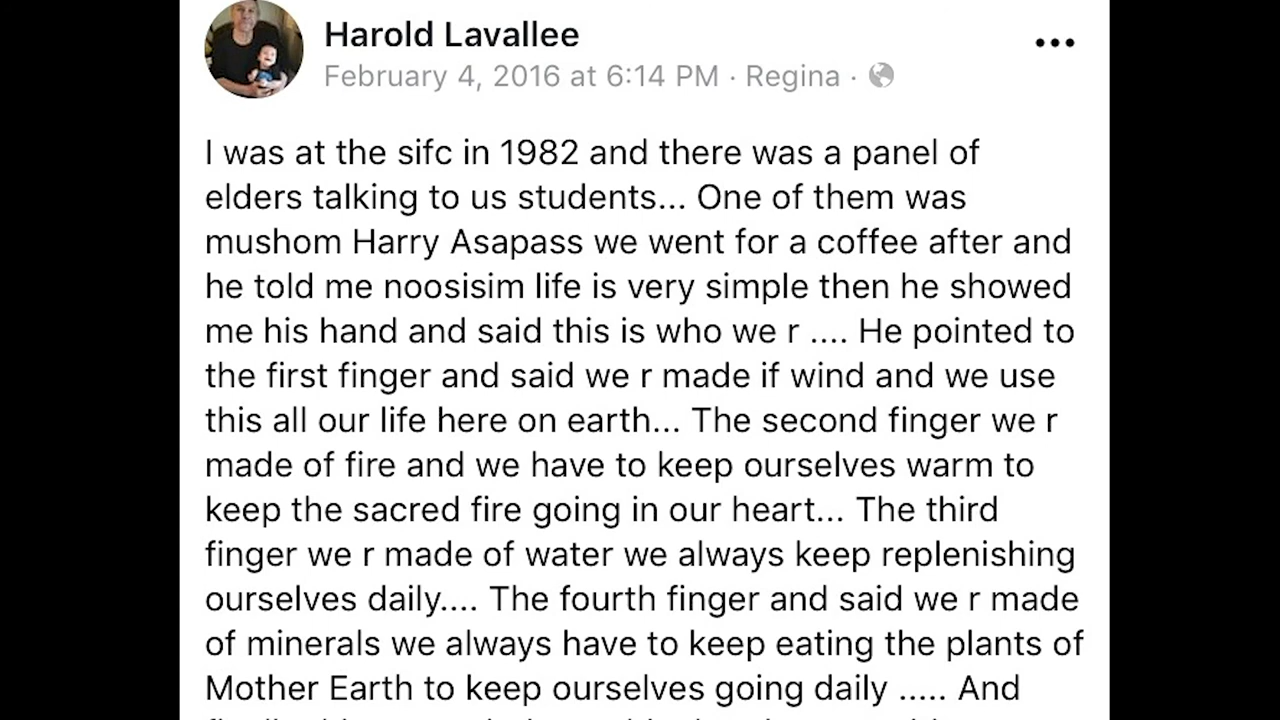 Harold Lavallee
February 4, 2016 at 6:14 PM · Regina ·
I was at the sifc in 1982 and there was a panel of
elders talking to us students... One of them was
mushom Harry Asapass we went for a coffee after and
he told me noosisim life is very simple then he showed
me his hand and said this is who we r .... He pointed to
the first finger and said we r made if wind and we use
this all our life here on earth... The second finger we r
made of fire and we have to keep ourselves warm to
keep the sacred fire going in our heart... The third
finger we r made of water we always keep replenishing
ourselves daily.... The fourth finger and said we r made
of minerals we always have to keep eating the plants of
Mother Earth to keep ourselves going daily ..... And